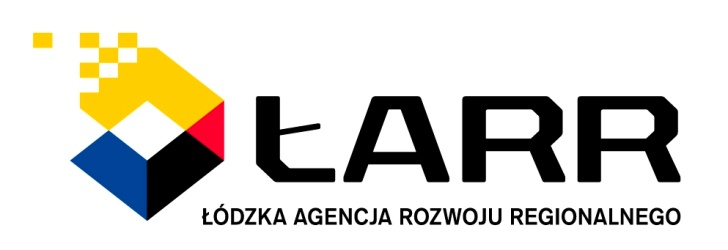 ŁARR
ŁÓDZKA AGENCJA ROZWOJU REGIONALNEGO